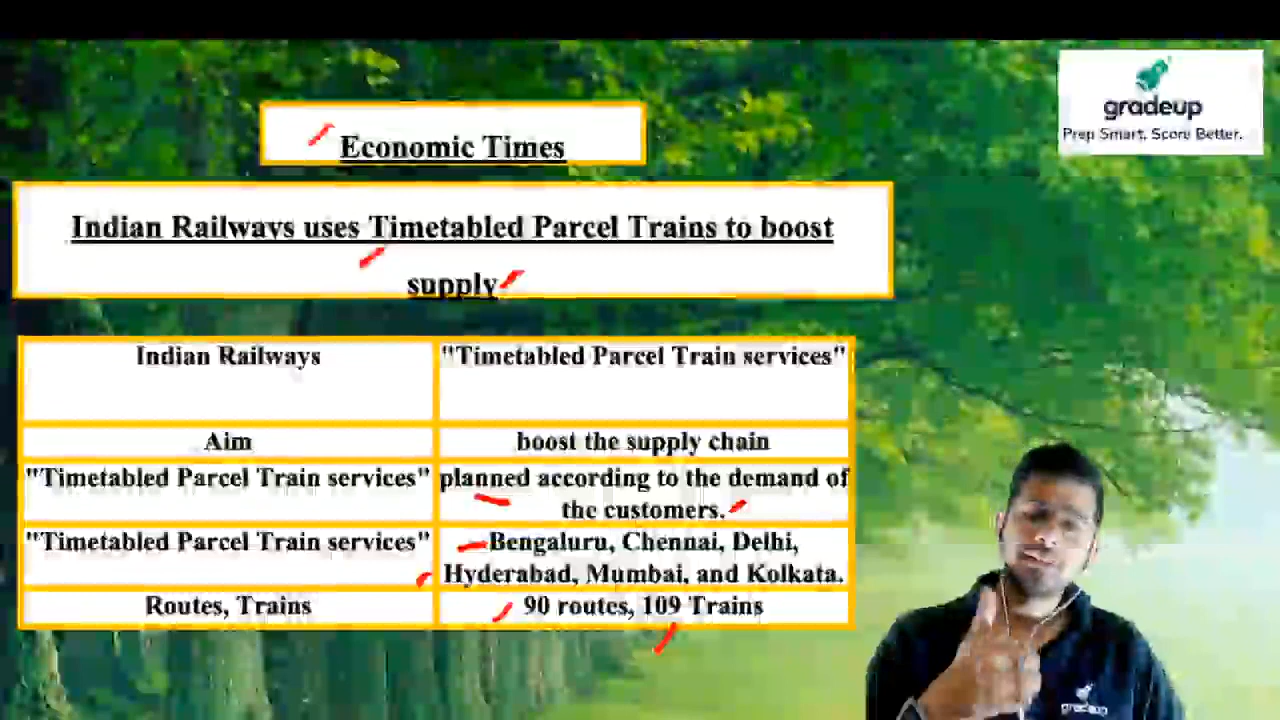 gradeup
Prep Smart. Score Better.
Economic Times
Indian Railways uses Timetabled Parcel Trains to boost
supply
Indian Railways
"Timetabled Parcel Train services"
Aim
boost the supply chain
"Timetabled Parcel Train services"
planned according to the demand of
the customers.
"Timetabled Parcel Train services"
Bengaluru, Chennai, Delhi,
Hyderabad, Mumbai, and Kolkata.
Routes, Trains
90 routes, 109 Trains
gradeup